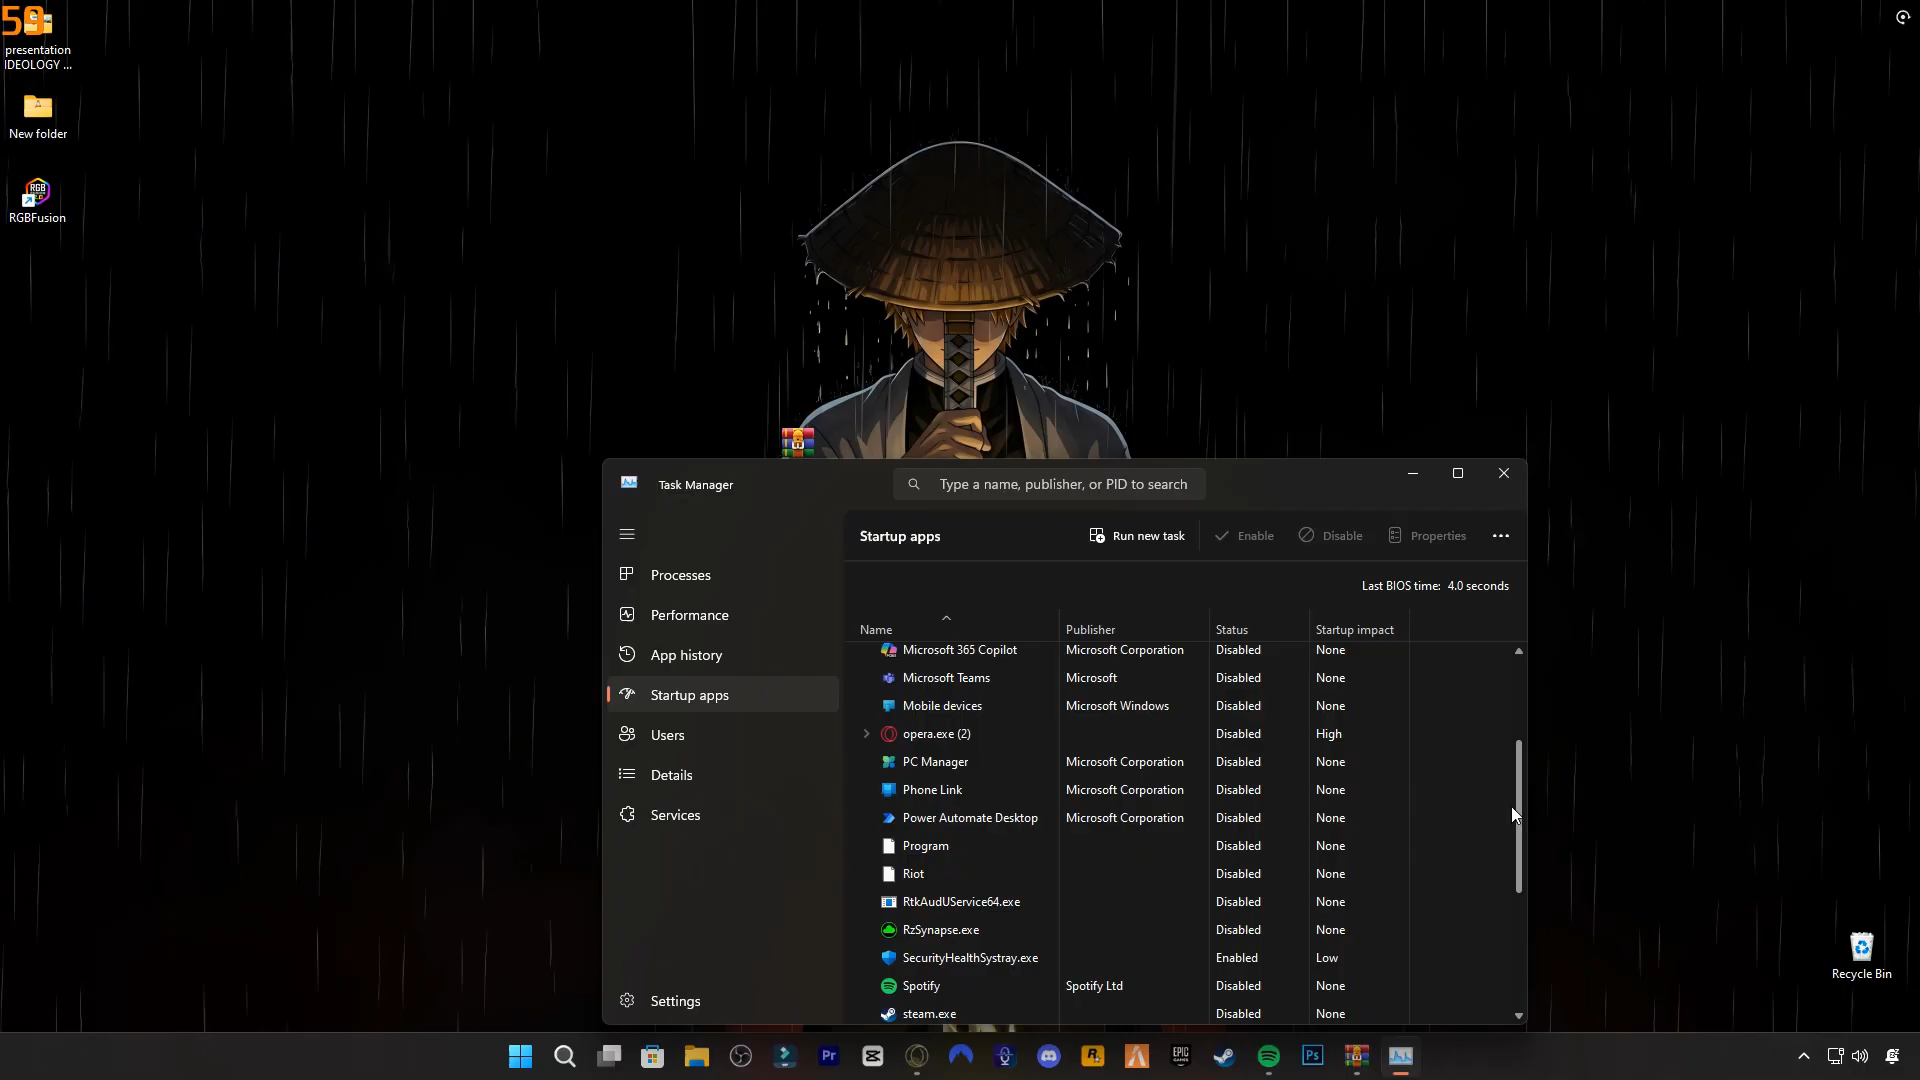 59
presentation
IDEOLOGY ...
New folder
RGB
RGBFusion
Task Manager
Type a name, publisher, or PID to search
Startup apps
Run new task
Enable
Disable
Properties
Last BIOS time: 4.0 seconds
Processes
Performance
App history
Startup apps
Users
Details
Services
Settings
Name Publisher Status Startup impact
Microsoft 365 Copilot Microsoft Corporation Disabled None
Microsoft Teams Microsoft Disabled None
Mobile devices Microsoft Windows Disabled None
opera.exe (2) Disabled High
PC Manager Microsoft Corporation Disabled None
Phone Link Microsoft Corporation Disabled None
Power Automate Desktop Microsoft Corporation Disabled None
Program Disabled None
Riot Disabled None
RtkAudUService64.exe Disabled None
RzSynapse.exe Disabled None
SecurityHealthSystray.exe Enabled Low
Spotify Spotify Ltd Disabled None
steam.exe Disabled None
Recycle Bin
Pr
EPIC
GAMES
Ps